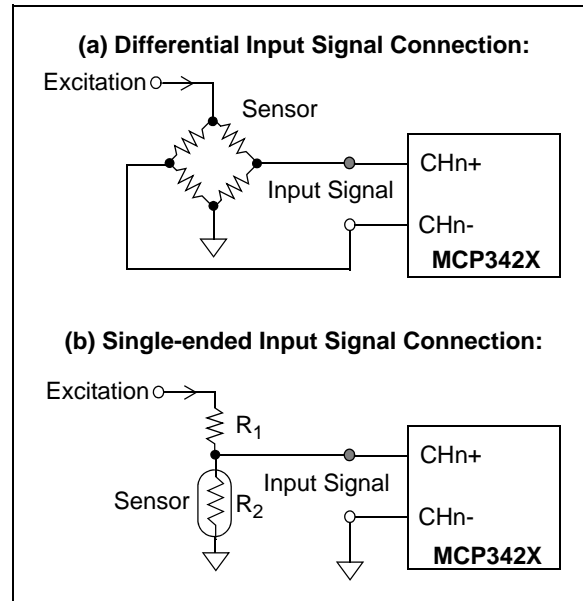 (a) Differential Input Signal Connection:
Excitation
Sensor
CHn+
Input Signal
CHn-
MCP342X
(b) Single-ended Input Signal Connection:
Excitation
R1
CHn+
Input Signal
Sensor
R2
CHn-
MCP342X